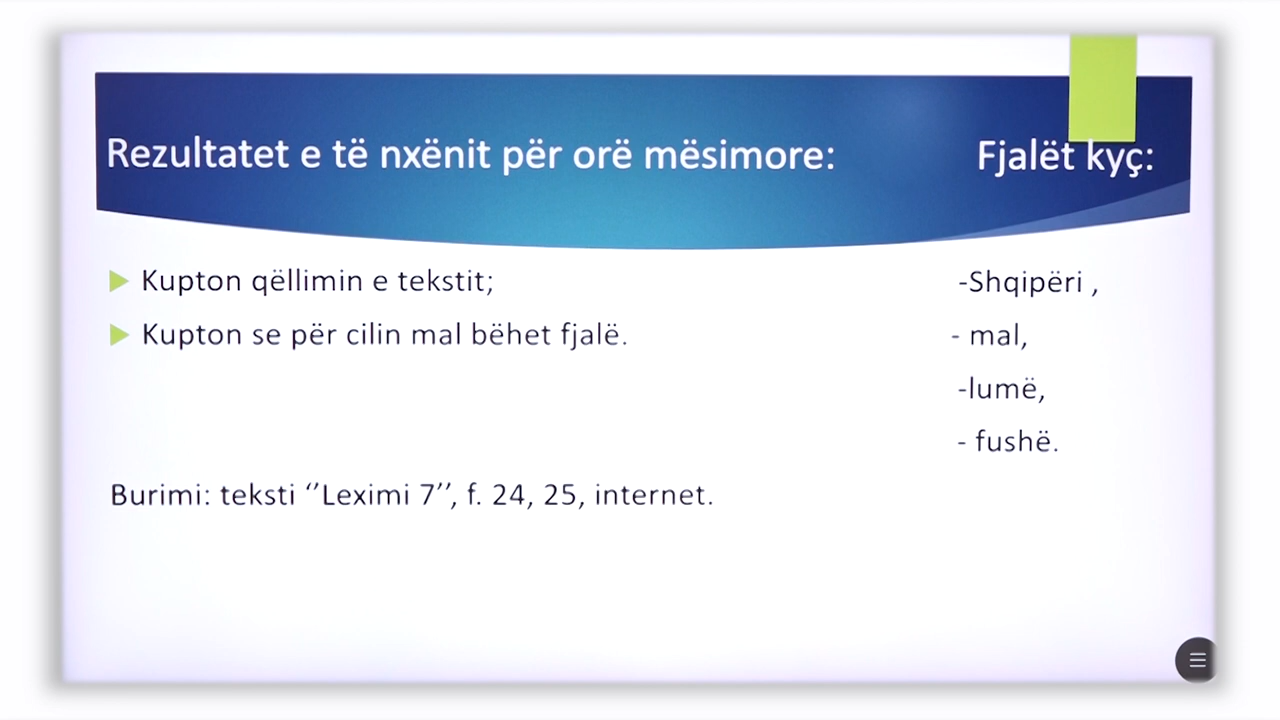 Rezultatet e të nxënit për orë mësimore: Fjalët kyç:
Kupton qëllimin e tekstit; -Shqipëri ,
Kupton se për cilin mal bëhet fjalë. - mal,
-lumë,
- fushë.
Burimi: teksti ‘’Leximi 7’’, f. 24, 25, internet.